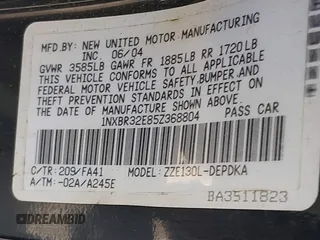 MFD. BY: NEW UNITED MOTOR MANUFACTURING
INC. 06/04
GVWR 3585LB GAWR FR 1885LB RR 1720LB
THIS VEHICLE CONFORMS TO ALL APPLICABLE
FEDERAL MOTOR VEHICLE SAFETY,BUMPER,AND
THEFT PREVENTION STANDARDS IN EFFECT ON
THE DATE OF MANUFACTURE SHOWN ABOVE.
1NXBR32E85Z368804 PASS. CAR
C/TR: 209/FA41 MODEL: ZZE130L-DEPDKA
A/TM: -02A/A245E
BA3511823
DREAMBID